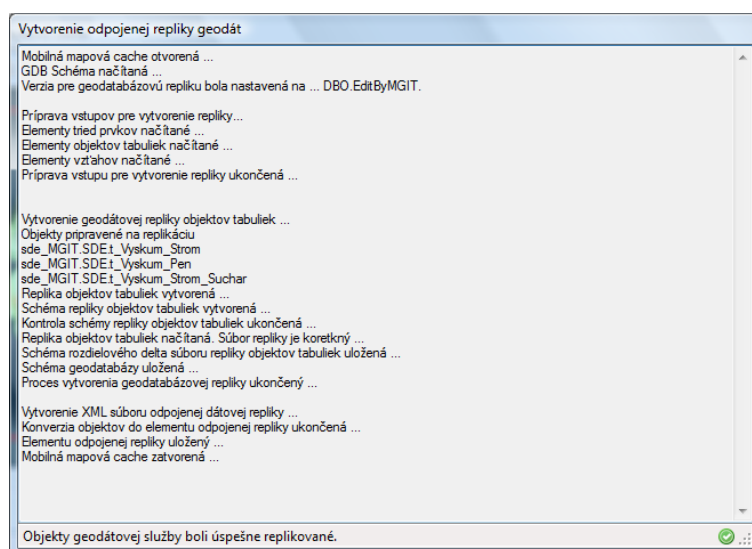 Vytvorenie odpojenej repliky geodát
Mobilná mapová cache otvorená ...
GDB Schéma načítaná ...
Verzia pre geodatabázovú repliku bola nastavená na ... DBO.EditByMGIT.
Príprava vstupov pre vytvorenie repliky...
Elementy tried prvkov načítané ...
Elementy objektov tabuliek načítané ...
Elementy vzťahov načítané ...
Príprava vstupu pre vytvorenie repliky ukončená ...
Vytvorenie geodátovej repliky objektov tabuliek ...
Objekty pripravené na replikáciu
sde_MGIT.SDE.t_Vyskum_Strom
sde_MGIT.SDE.t_Vyskum_Pen
sde_MGIT.SDE.t_Vyskum_Strom_Suchar
Replika objektov tabuliek vytvorená ...
Schéma repliky objektov tabuliek vytvorená ...
Kontrola schémy repliky objektov tabuliek ukončená ...
Replika objektov tabuliek načítaná. Súbor repliky je koretkný ...
Schéma rozdielového delta súboru repliky objektov tabuliek uložená ...
Schéma geodatabázy uložená ...
Proces vytvorenia geodatabázovej repliky ukončený ...
Vytvorenie XML súboru odpojenej dátovej repliky ...
Konverzia objektov do elementu odpojenej repliky ukončená ...
Elementu odpojenej repliky uložený ...
Mobilná mapová cache zatvorená ...
Objekty geodátovej služby boli úspešne replikované.